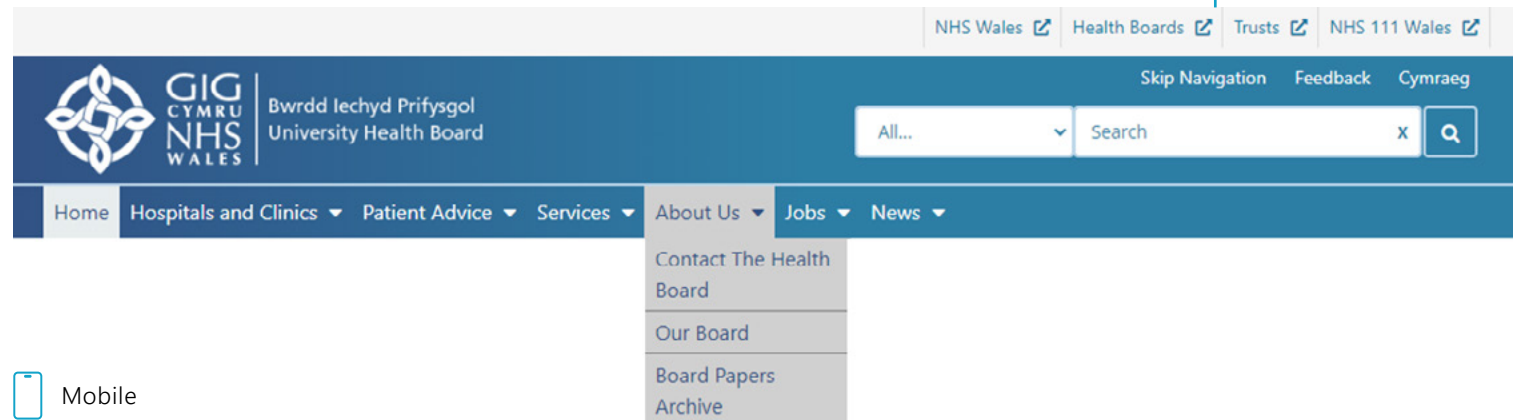 NHS Wales Health Boards Trusts NHS 111 Wales
Skip Navigation Feedback Cymraeg
GIG
CYMRU
NHS
WALES
Bwrdd Iechyd Prifysgol
University Health Board
All... Search x
Home Hospitals and Clinics Patient Advice Services About Us Jobs News
Contact The Health
Board
Our Board
Board Papers
Archive
Mobile